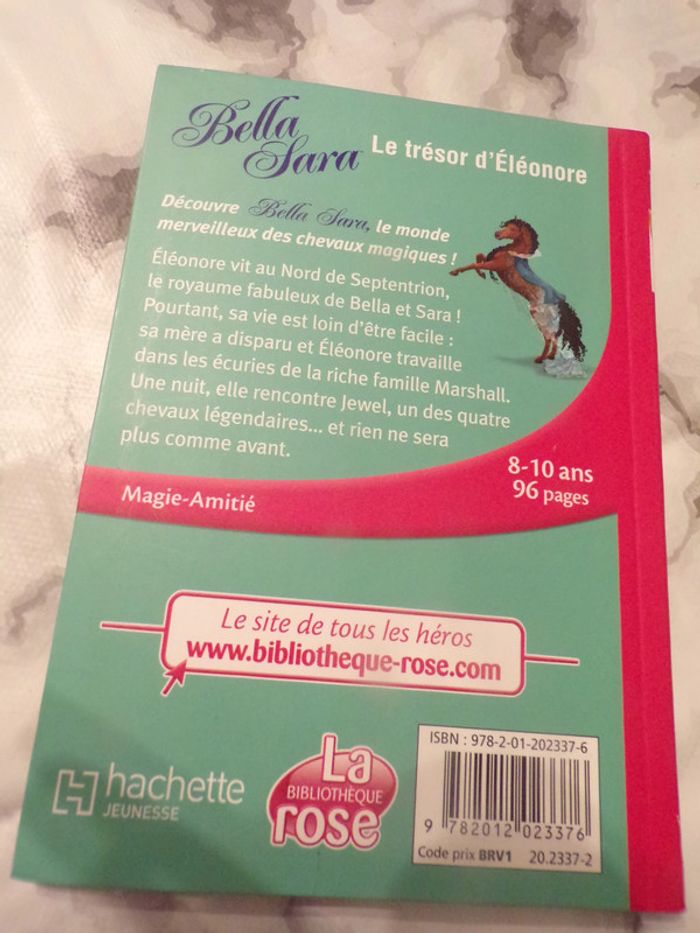 Bella
Sara
Le trésor d'Éléonore
Découvre Bella Sara, le monde
merveilleux des chevaux magiques !
Éléonore vit au Nord de Septentrion,
le royaume fabuleux de Bella et Sara !
Pourtant, sa vie est loin d'être facile :
sa mère a disparu et Éléonore travaille
dans les écuries de la riche famille Marshall.
Une nuit, elle rencontre Jewel, un des quatre
chevaux légendaires... et rien ne sera
plus comme avant.
8-10 ans
96 pages
Magie-Amitié
Le site de tous les héros
www.bibliotheque-rose.com
hachette
JEUNESSE
La
BIBLIOTHÈQUE
rose
ISBN : 978-2-01-202337-6
9 782012 023376
Code prix BRV1 20.2337-2